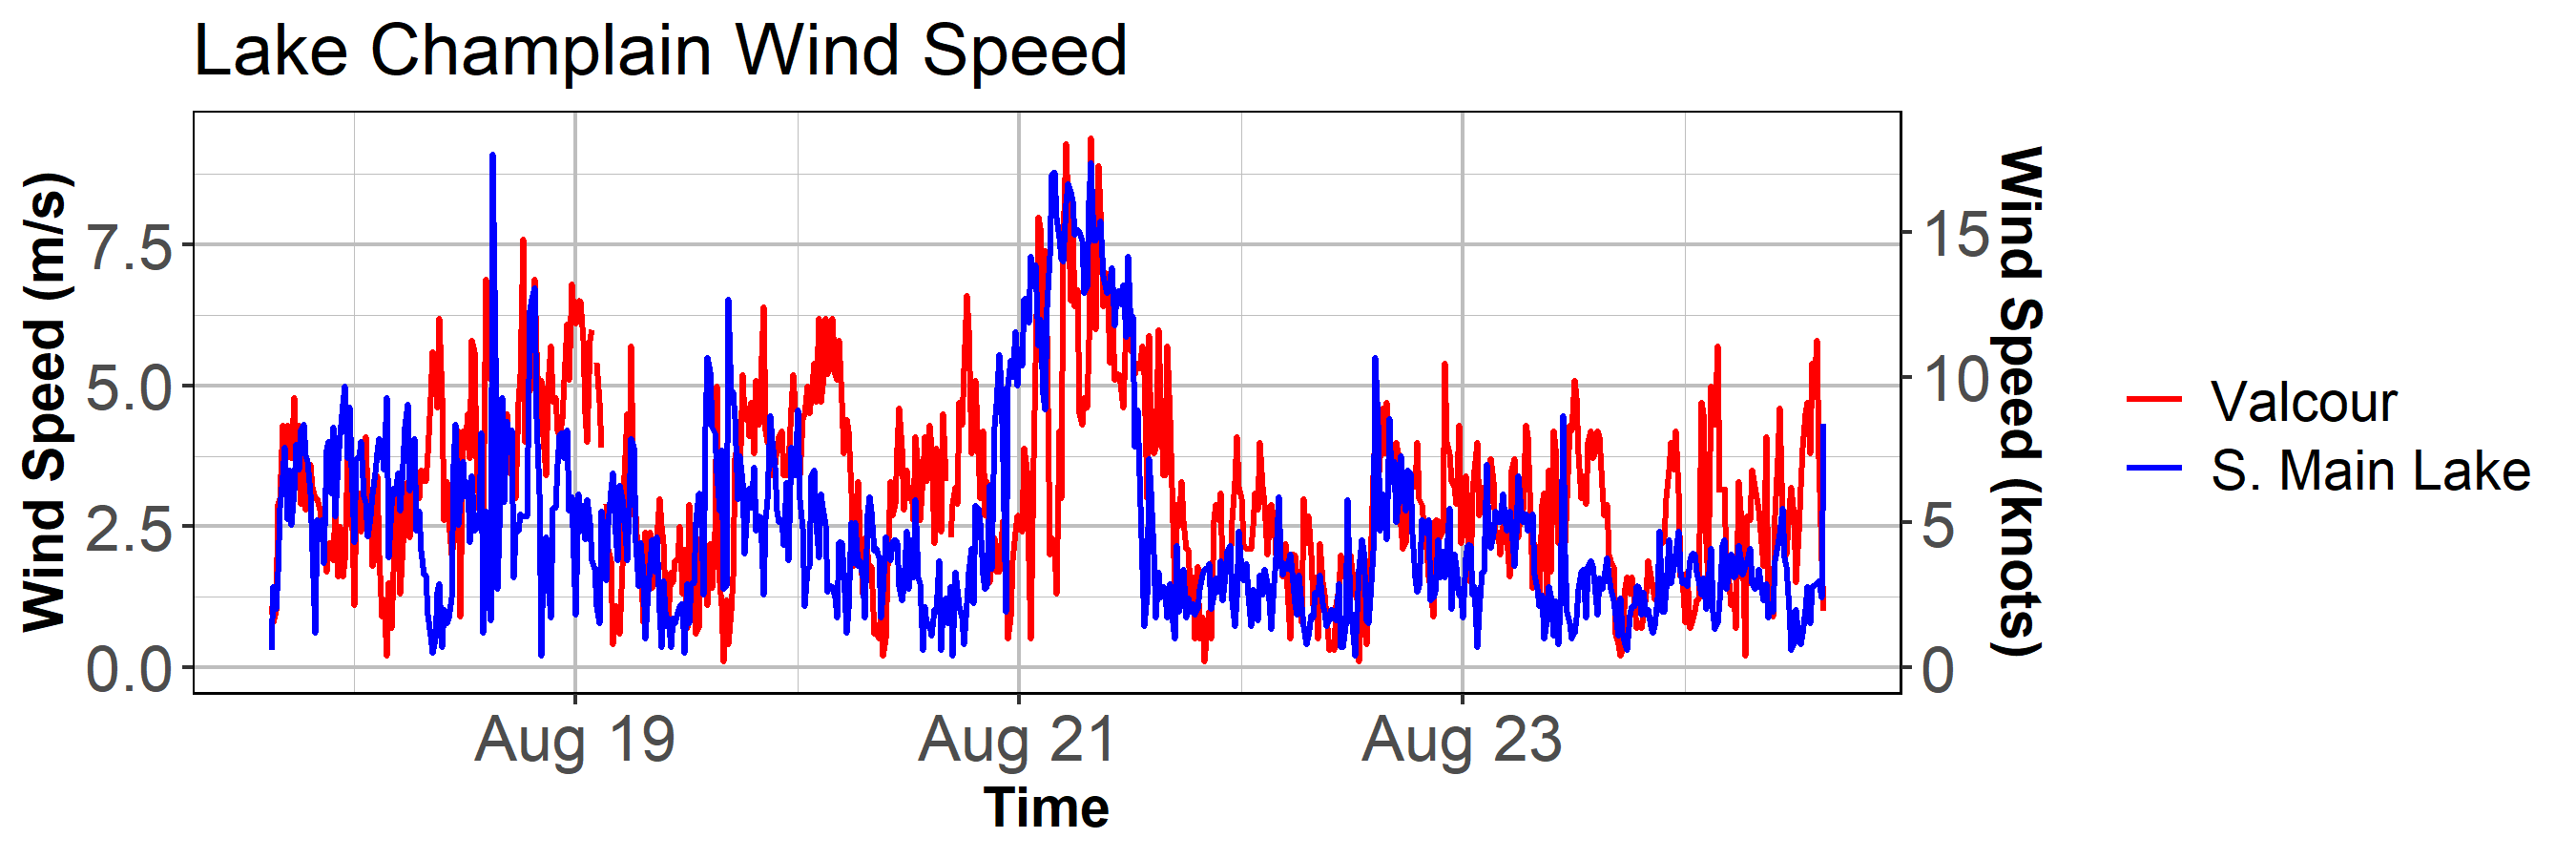 Lake Champlain Wind Speed
Wind Speed (m/s)
7.5
5.0
2.5
0.0
15
10
5
0
Wind Speed (knots)
Aug 19
Aug 21
Aug 23
Time
Valcour
S. Main Lake